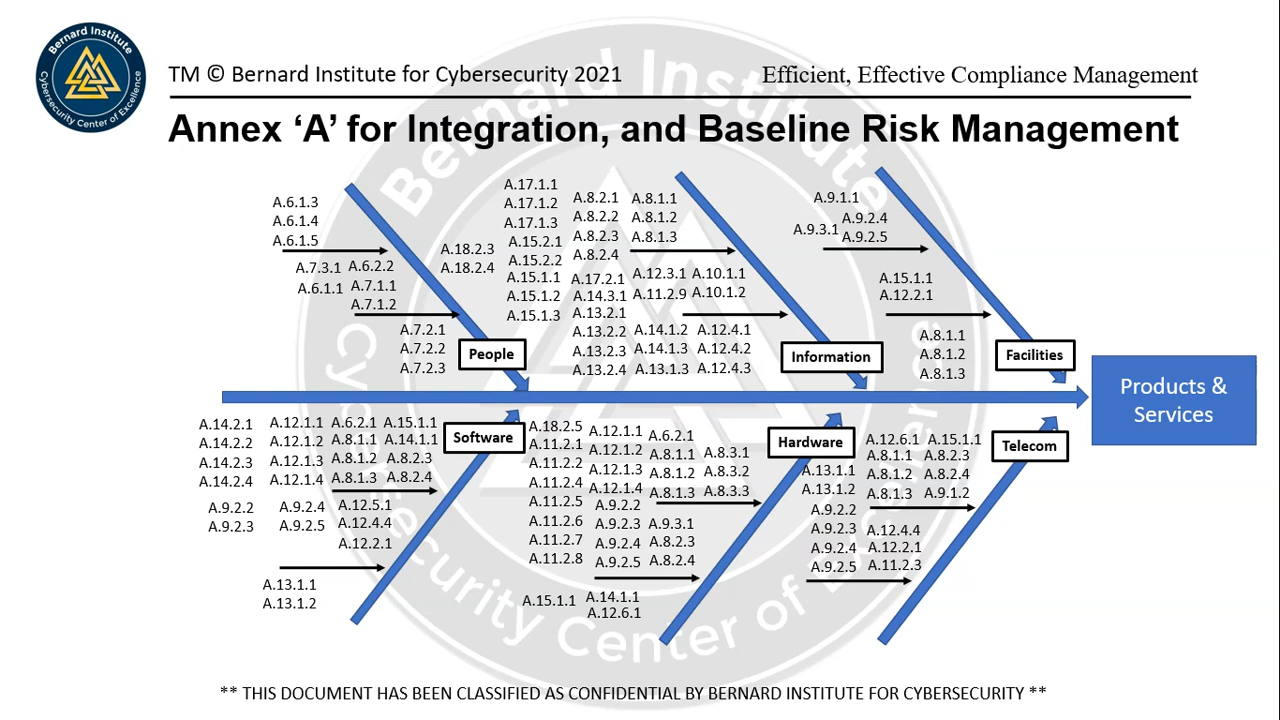 Bernard Institute
Cybersecurity Center of Excellence
TM © Bernard Institute for Cybersecurity 2021
Efficient, Effective Compliance Management
Annex ‘A’ for Integration, and Baseline Risk Management
A.6.1.3
A.6.1.4
A.6.1.5
A.7.3.1
A.6.1.1
A.6.2.2
A.7.1.1
A.7.1.2
A.7.2.1
A.7.2.2
A.7.2.3
People
A.18.2.3
A.18.2.4
A.17.1.1
A.17.1.2
A.17.1.3
A.15.2.1
A.15.2.2
A.15.1.1
A.15.1.2
A.15.1.3
A.8.2.1
A.8.2.2
A.8.2.3
A.8.2.4
A.17.2.1
A.14.3.1
A.13.2.1
A.13.2.2
A.13.2.3
A.13.2.4
A.8.1.1
A.8.1.2
A.8.1.3
A.12.3.1
A.11.2.9
A.10.1.1
A.10.1.2
A.14.1.2
A.14.1.3
A.13.1.3
A.12.4.1
A.12.4.2
A.12.4.3
Information
A.9.1.1
A.9.3.1
A.9.2.4
A.9.2.5
A.15.1.1
A.12.2.1
A.8.1.1
A.8.1.2
A.8.1.3
Facilities
Products &
Services
A.14.2.1
A.14.2.2
A.14.2.3
A.14.2.4
A.12.1.1
A.12.1.2
A.12.1.3
A.12.1.4
A.6.2.1
A.8.1.1
A.8.1.2
A.8.1.3
A.15.1.1
A.14.1.1
A.8.2.3
A.8.2.4
Software
A.9.2.2
A.9.2.3
A.9.2.4
A.9.2.5
A.12.5.1
A.12.4.4
A.12.2.1
A.13.1.1
A.13.1.2
A.18.2.5
A.11.2.1
A.11.2.2
A.11.2.4
A.11.2.5
A.11.2.6
A.11.2.7
A.11.2.8
A.12.1.1
A.12.1.2
A.12.1.3
A.12.1.4
A.9.2.2
A.9.2.3
A.9.2.4
A.9.2.5
A.6.2.1
A.8.1.1
A.8.1.2
A.8.1.3
A.8.3.1
A.8.3.2
A.8.3.3
A.9.3.1
A.8.2.3
A.8.2.4
A.15.1.1
A.14.1.1
A.12.6.1
Hardware
A.13.1.1
A.13.1.2
A.9.2.2
A.9.2.3
A.9.2.4
A.9.2.5
A.12.6.1
A.8.1.1
A.8.1.2
A.8.1.3
A.15.1.1
A.8.2.3
A.8.2.4
A.9.1.2
A.12.4.4
A.12.2.1
A.11.2.3
Telecom
Bernard Institute
Cybersecurity Center of Excellence
** THIS DOCUMENT HAS BEEN CLASSIFIED AS CONFIDENTIAL BY BERNARD INSTITUTE FOR CYBERSECURITY **